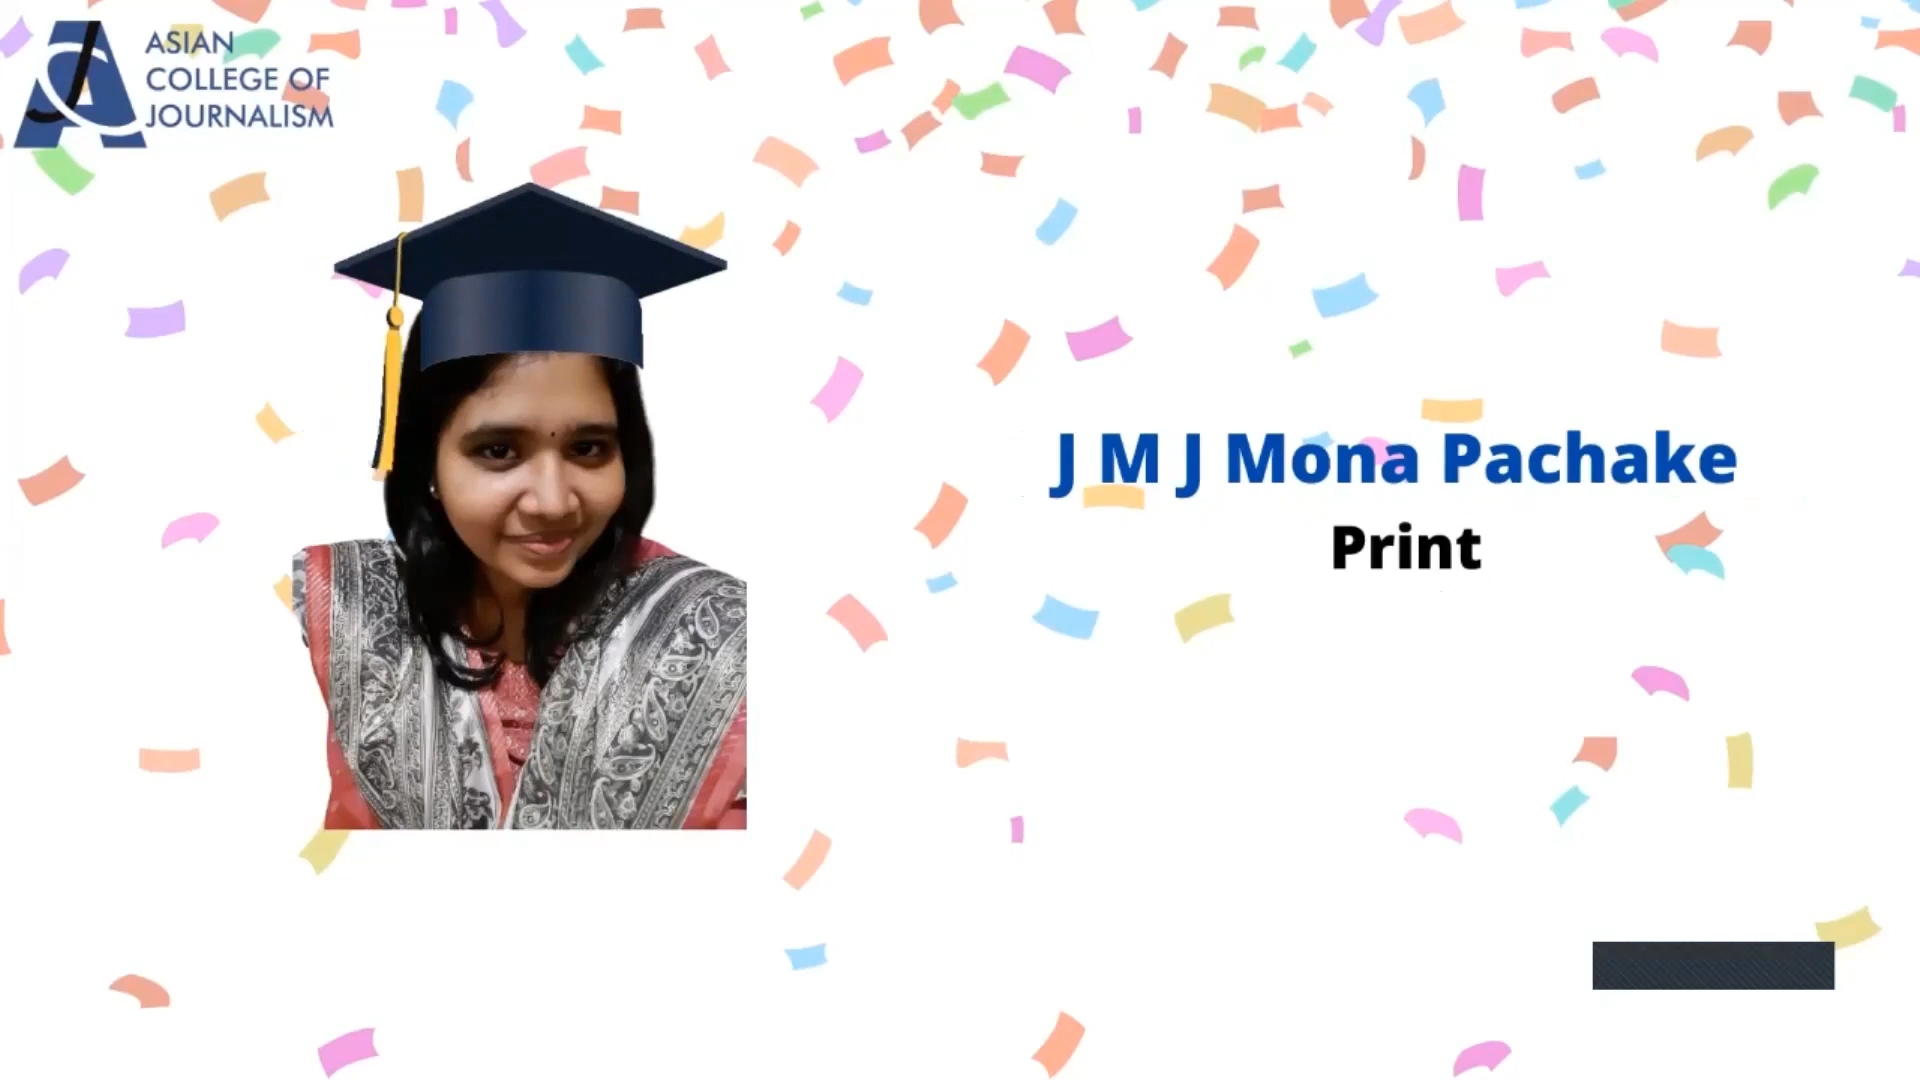 ASIAN
COLLEGE OF
JOURNALISM
J M J Mona Pachake
Print